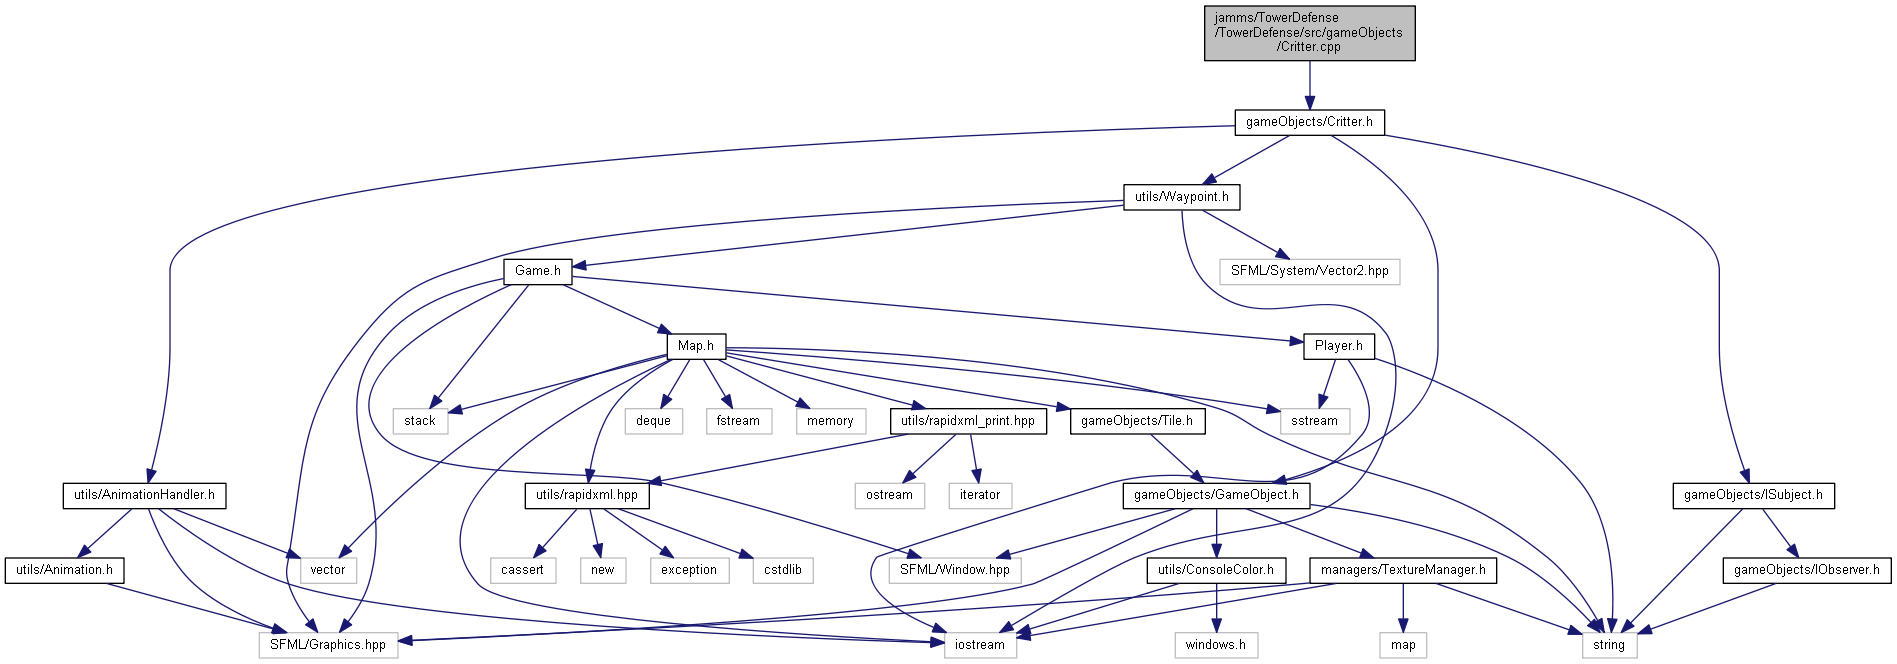 jamms/TowerDefense
/TowerDefense/src/gameObjects
/Critter.cpp
gameObjects/Critter.h
utils/Waypoint.h
Game.h
SFML/System/Vector2.hpp
Map.h
Player.h
stack
deque
fstream
memory
utils/rapidxml_print.hpp
gameObjects/Tile.h
sstream
utils/AnimationHandler.h
utils/rapidxml.hpp
ostream
iterator
gameObjects/GameObject.h
gameObjects/ISubject.h
utils/Animation.h
vector
cassert
new
exception
cstdlib
SFML/Window.hpp
utils/ConsoleColor.h
managers/TextureManager.h
gameObjects/IObserver.h
SFML/Graphics.hpp
iostream
windows.h
map
string